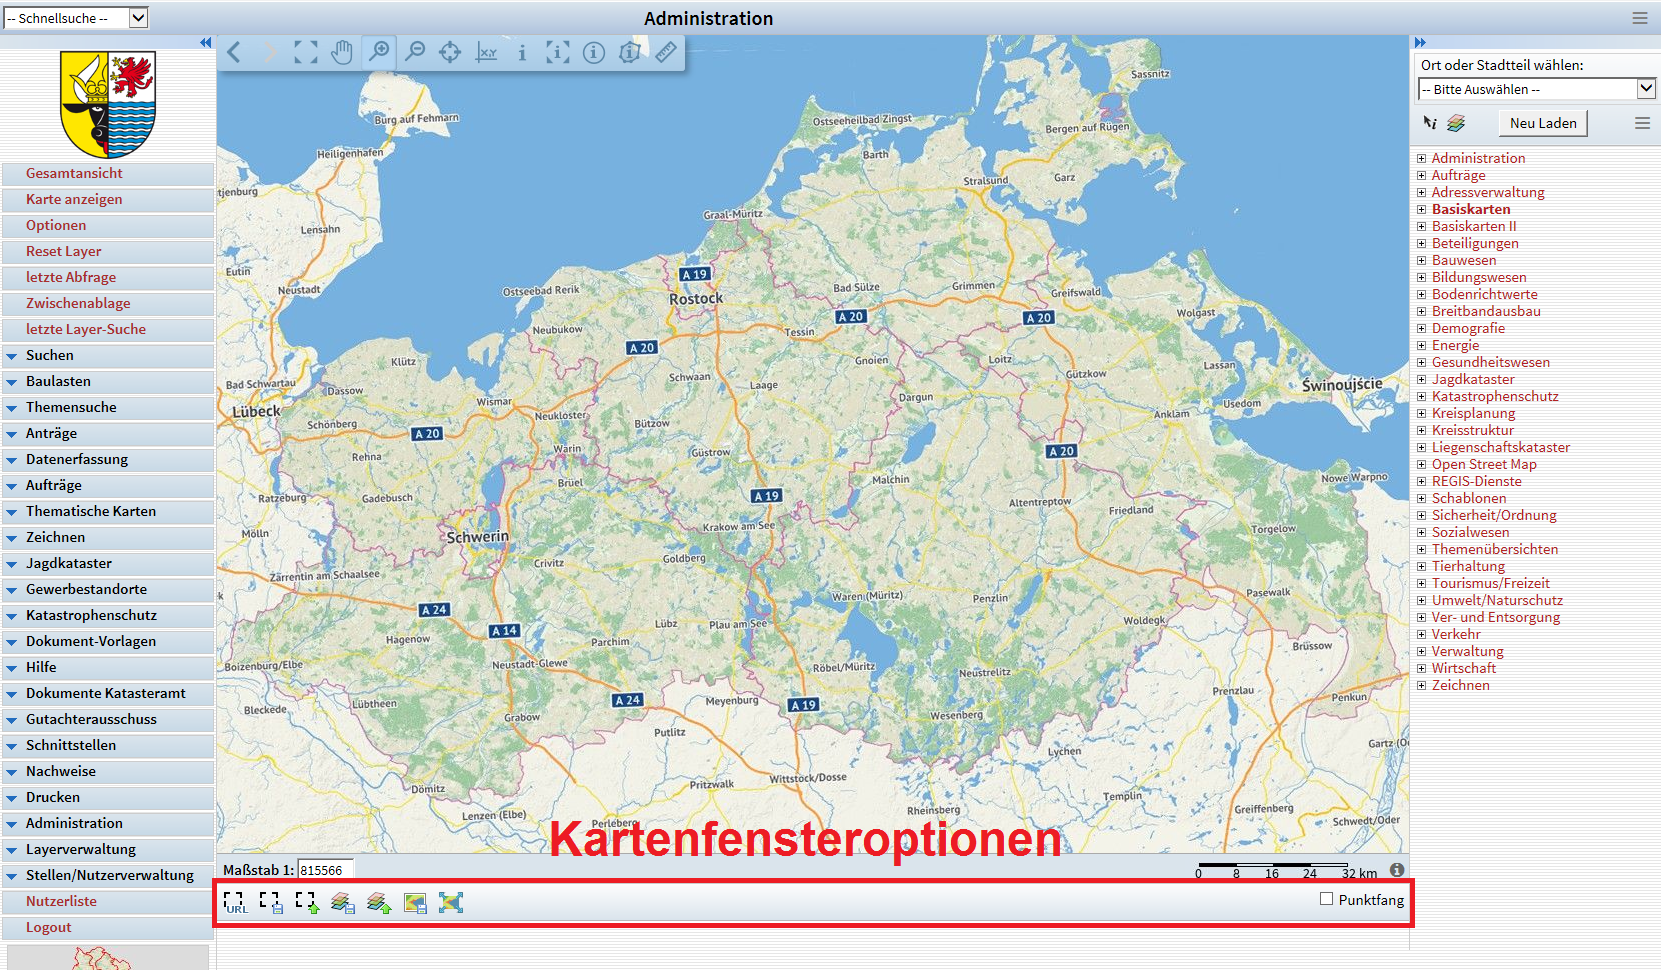 -- Schnellsuche --
Administration
Gesamtansicht
Karte anzeigen
Optionen
Reset Layer
letzte Abfrage
Zwischenablage
letzte Layer-Suche
Suchen
Baulasten
Themensuche
Anträge
Datenerfassung
Aufträge
Thematische Karten
Zeichnen
Jagdkataster
Gewerbestandorte
Katastrophenschutz
Dokument-Vorlagen
Hilfe
Dokumente Katasteramt
Gutachterausschuss
Schnittstellen
Nachweise
Drucken
Administration
Layerverwaltung
Stellen/Nutzerverwaltung
Nutzerliste
Logout
x,y
Sassnitz
Burg auf Fehmarn
Ostseeheilbad Zingst
Bergen auf Rügen
Heiligenhafen
Barth
Garz
Stralsund
tjenburg
Graal-Müritz
Lensahn
Eutin
A 19
Neustadt
Ostseebad Rerik
Rostock
Bad Sülze
Grimmen
Greifswald
Wolgast
A 20
A 20
Neubukow
Tessin
A 20
Klütz
Gnoien
Loitz
Lassan
Bad Schwartau
Dassow
Schwaan
Laage
Gützkow
Świnoujście
Lübeck
Wismar
Dargun
Usedom
Schönberg
Neukloster
Bützow
Anklam
A 20
Rehna
Warin
Güstrow
A 20
Ratzeburg
Gadebusch
Brüel
Malchin
Nowe Warpno
A 19
Altentreptow
Friedland
Mölln
Schwerin
Krakow am See
Torgelow
Crivitz
Goldberg
Zarrentin am Schaalsee
k
Waren (Müritz)
Penzlin
Pasewalk
A 24
Lübz
Plau am See
Woldegk
A 14
Hagenow
Parchim
Brüssow
Boizenburg/Elbe
Neustadt-Glewe
Röbel/Müritz
Neustrelitz
Prenzlau
Penkun
Bleckede
Lübtheen
A 24
Meyenburg
A 19
Grabow
Wesenberg
Putlitz
Lychen
Gartz (O
Dömitz
Pritzwalk
Wittstock/Dosse
Templin
Lenzen (Elbe)
Perleberg
Rheinsberg
Greiffenberg
Schwedt/Oder
Kartenfensteroptionen
Maßstab 1: 815566
0 8 16 24 32 km
URL
Punktfang
Ort oder Stadtteil wählen:
-- Bitte Auswählen --
Neu Laden
Administration
Aufträge
Adressverwaltung
Basiskarten
Basiskarten II
Beteiligungen
Bauwesen
Bildungswesen
Bodenrichtwerte
Breitbandausbau
Demografie
Energie
Gesundheitswesen
Jagdkataster
Katastrophenschutz
Kreisplanung
Kreisstruktur
Liegenschaftskataster
Open Street Map
REGIS-Dienste
Schablonen
Sicherheit/Ordnung
Sozialwesen
Themenübersichten
Tierhaltung
Tourismus/Freizeit
Umwelt/Naturschutz
Ver- und Entsorgung
Verkehr
Verwaltung
Wirtschaft
Zeichnen